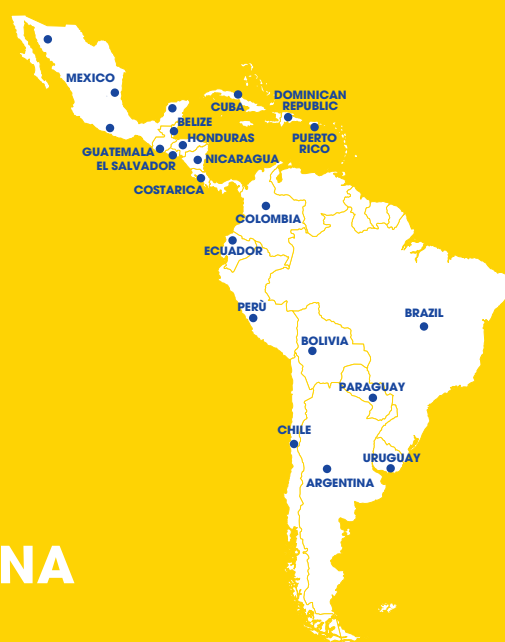 MEXICO
CUBA
DOMINICAN
REPUBLIC
BELIZE
HONDURAS
PUERTO
RICO
GUATEMALA
NICARAGUA
EL SALVADOR
COSTARICA
COLOMBIA
ECUADOR
PERÙ
BRAZIL
BOLIVIA
PARAGUAY
CHILE
URUGUAY
ARGENTINA
NA